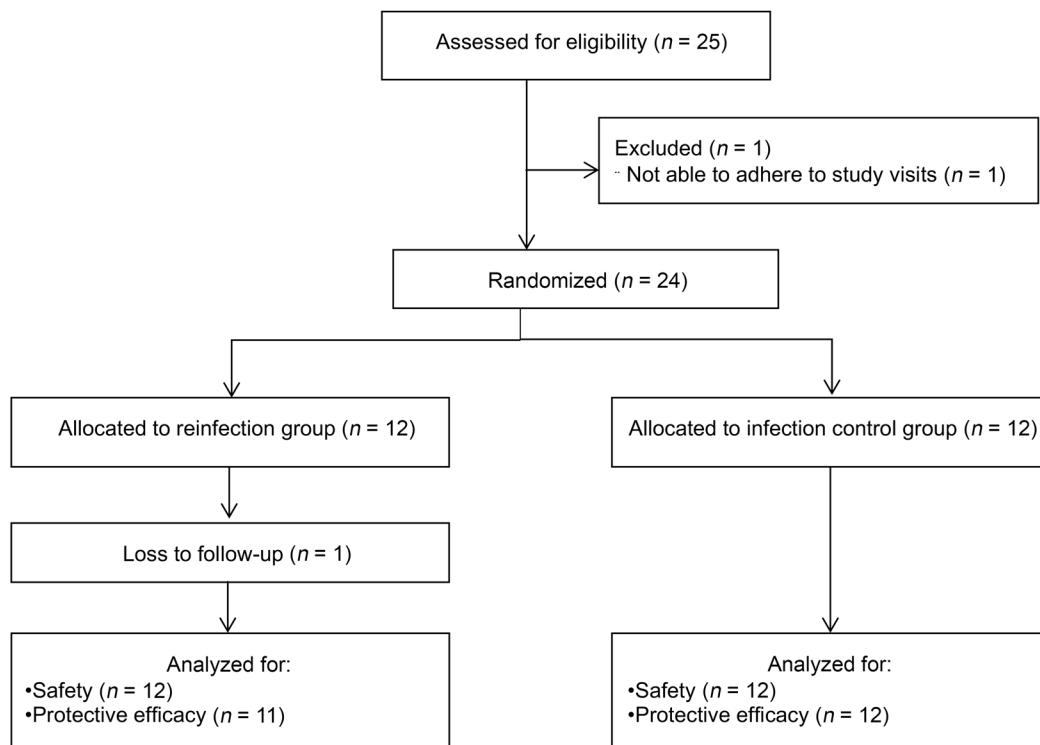 Assessed for eligibility (n = 25)
Excluded (n = 1)
¨ Not able to adhere to study visits (n = 1)
Randomized (n = 24)
Allocated to reinfection group (n = 12)
Allocated to infection control group (n = 12)
Loss to follow-up (n = 1)
Analyzed for:
•Safety (n = 12)
•Protective efficacy (n = 11)
Analyzed for:
•Safety (n = 12)
•Protective efficacy (n = 12)